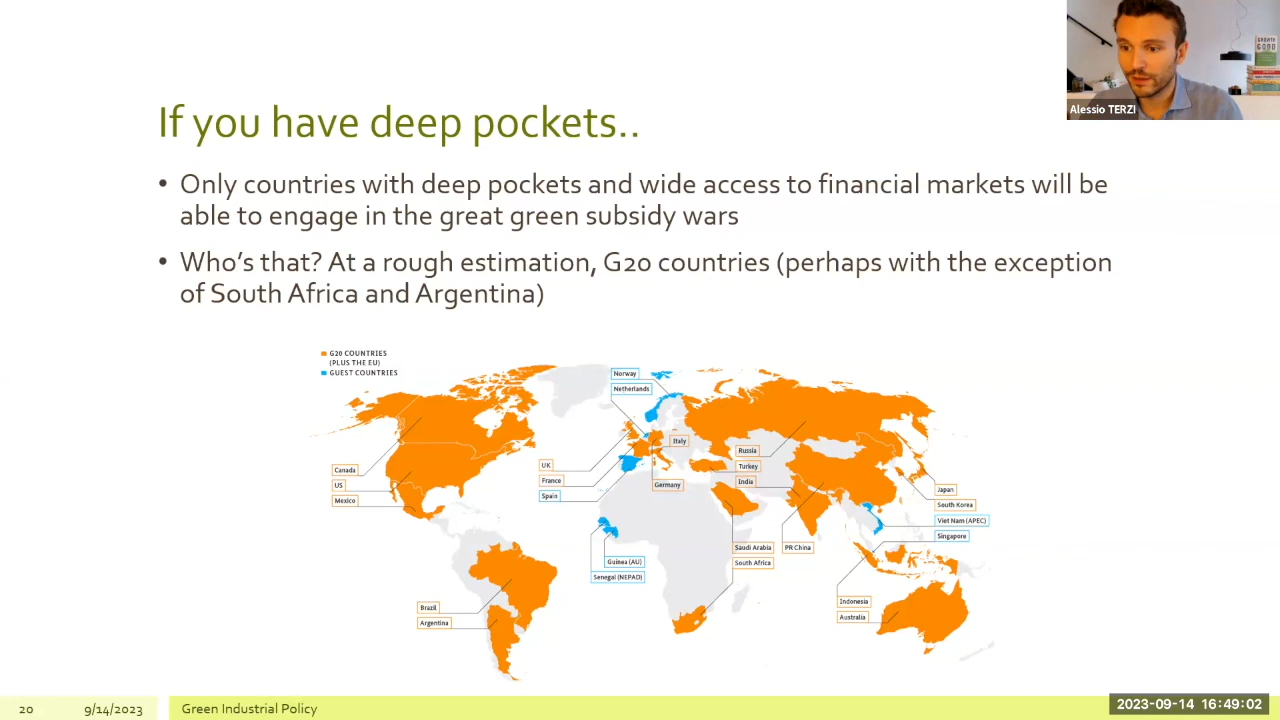 GROWTH
GOOD
Alessio TERZI
If you have deep pockets..
• Only countries with deep pockets and wide access to financial markets will be
able to engage in the great green subsidy wars
• Who's that? At a rough estimation, G20 countries (perhaps with the exception
of South Africa and Argentina)
G20 COUNTRIES
(PLUS THE EU)
GUEST COUNTRIES
Norway
Netherlands
Italy
UK
France
Spain
Germany
Russia
Turkey
India
Canada
US
Mexico
Japan
South Korea
Viet Nam (APEC)
Singapore
Saudi Arabia
PR China
South Africa
Guinea (AU)
Senegal (NEPAD)
Brazil
Argentina
Indonesia
Australia
20
9/14/2023
Green Industrial Policy
2023-09-14 16:49:02